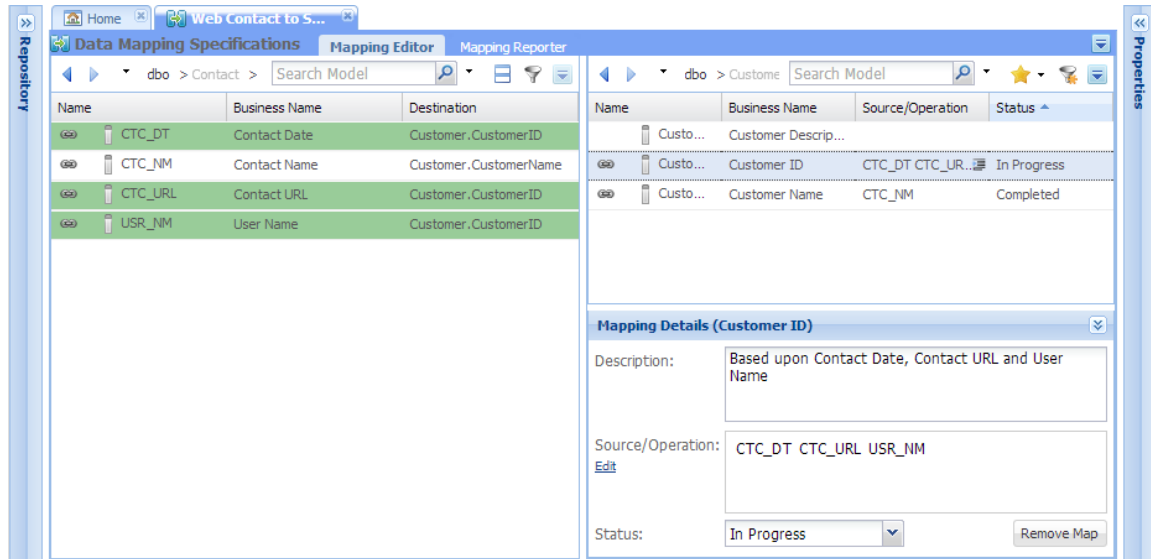 Home
Web Contact to S...
Repository
Properties
Data Mapping Specifications Mapping Editor Mapping Reporter
dbo > Contact > Search Model
dbo > Custome Search Model
Name Business Name Destination
CTC_DT Contact Date Customer.CustomerID
CTC_NM Contact Name Customer.CustomerName
CTC_URL Contact URL Customer.CustomerID
USR_NM User Name Customer.CustomerID
Name Business Name Source/Operation Status
Custo... Customer Descrip...
Custo... Customer ID CTC_DT CTC_UR... In Progress
Custo... Customer Name CTC_NM Completed
Mapping Details (Customer ID)
Description: Based upon Contact Date, Contact URL and User
Name
Source/Operation: CTC_DT CTC_URL USR_NM
Edit
Status: In Progress Remove Map